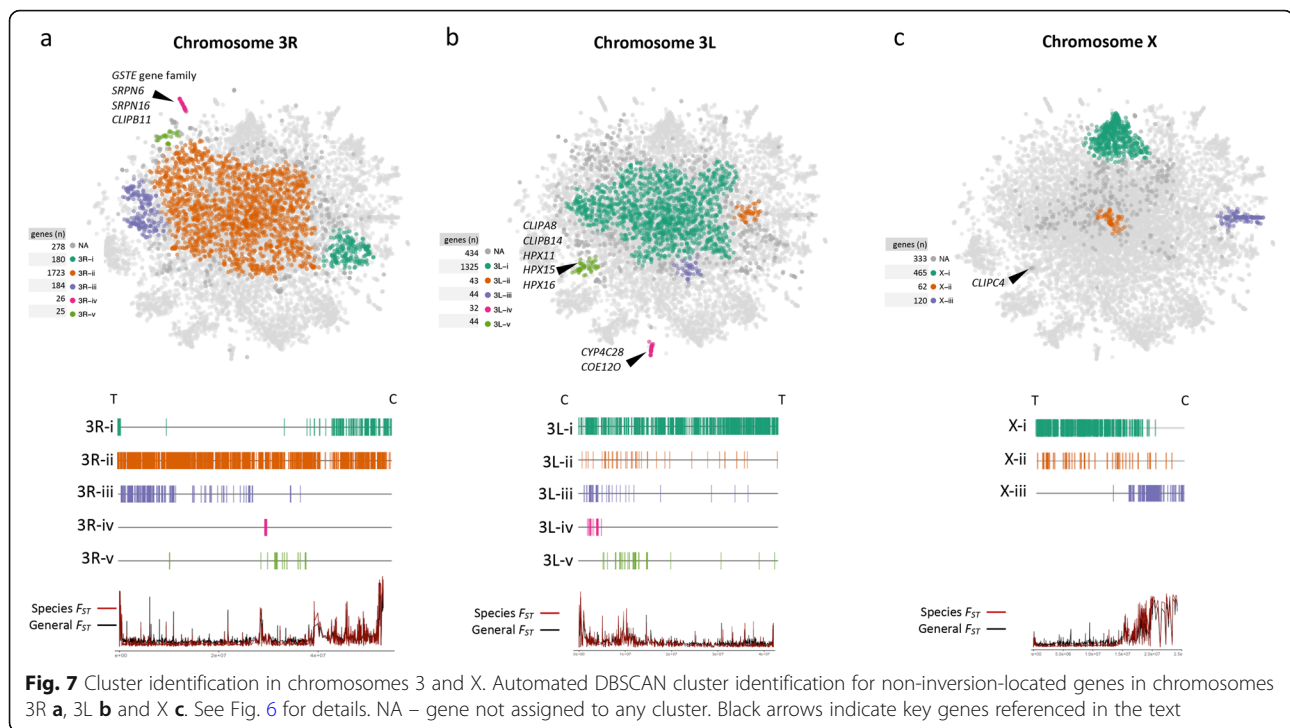 a
Chromosome 3R
GSTE gene family
SRPN6
SRPN16
CLIPB11
genes (n)
278 NA
180 3R-i
1723 3R-ii
184 3R-iii
26 3R-iv
25 3R-v
T C
3R-i
3R-ii
3R-iii
3R-iv
3R-v
Species FST
General FST
e+00 2e+07 4e+07
b
Chromosome 3L
CLIPA8
CLIPB14
HPX11
HPX15
HPX16
genes (n)
434 NA
1325 3L-i
43 3L-ii
44 3L-iii
32 3L-iv
44 3L-v
CYP4C28
COE12O
C T
3L-i
3L-ii
3L-iii
3L-iv
3L-v
Species FST
General FST
c
Chromosome X
genes (n)
333 NA
465 X-i
62 X-ii
120 X-iii
CLIPC4
T C
X-i
X-ii
X-iii
Species FST
General FST
Fig. 7 Cluster identification in chromosomes 3 and X. Automated DBSCAN cluster identification for non-inversion-located genes in chromosomes
3R a, 3L b and X c. See Fig. 6 for details. NA – gene not assigned to any cluster. Black arrows indicate key genes referenced in the text